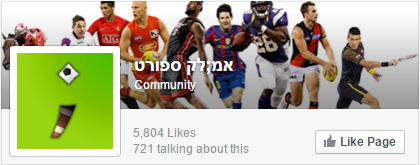 אמ;לק ספורט
Community
5,804 Likes
721 talking about this
Like Page